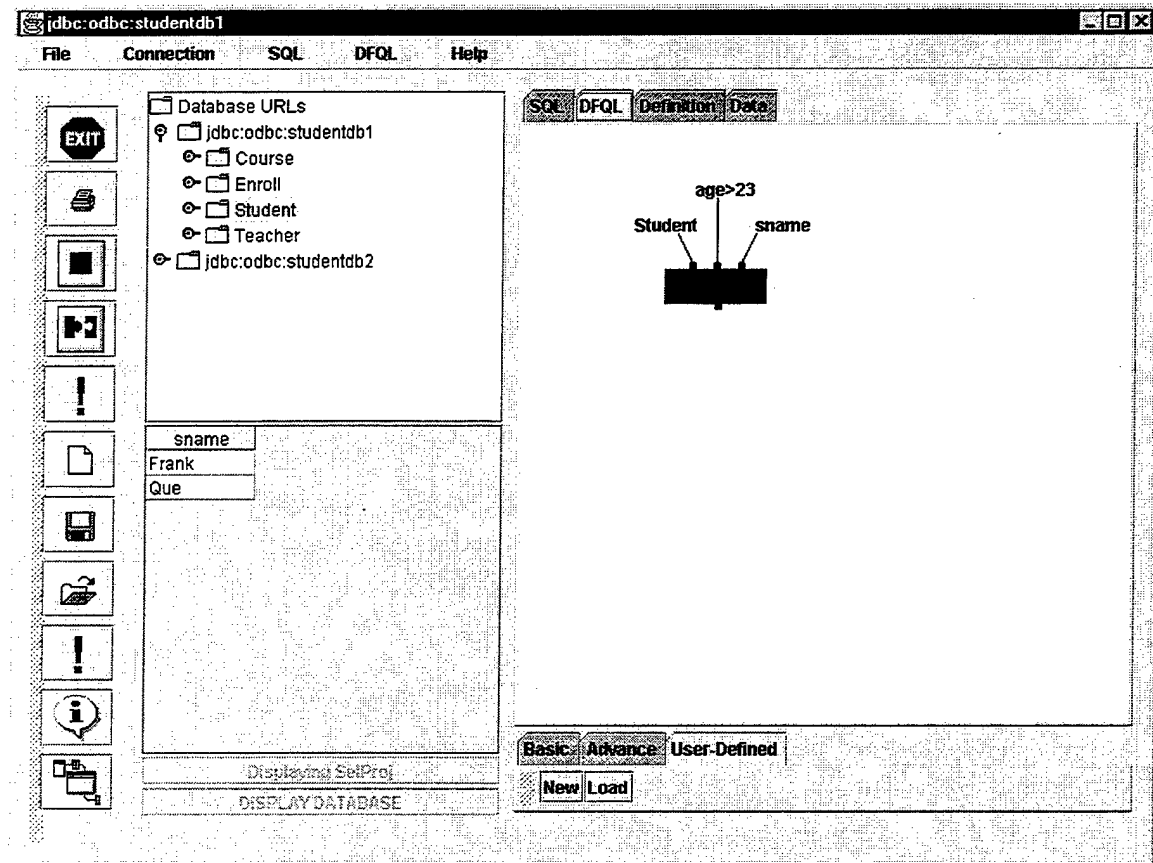 jdbc:odbc:studentdb1
File Connection SQL DFQL Help
EXIT
Database URLs
jdbc:odbc:studentdb1
Course
Enroll
Student
Teacher
jdbc:odbc:studentdb2
sname
Frank
Que
Displaying SelProj
DISPLAY DATABASE
SQL DFQL Definition Data
age>23
Student sname
Basic Advance User-Defined
New Load